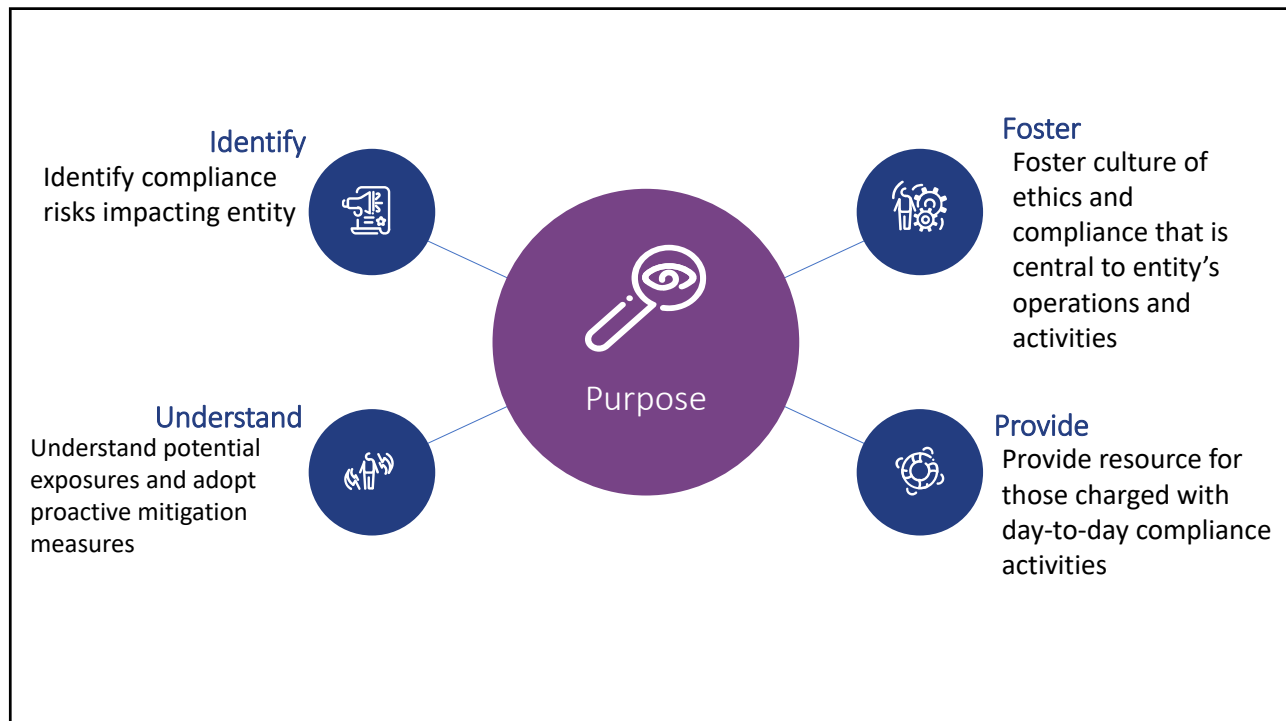 Identify
Identify compliance
risks impacting entity
Understand
Understand potential
exposures and adopt
proactive mitigation
measures
Purpose
Foster
Foster culture of
ethics and
compliance that is
central to entity’s
operations and
activities
Provide
Provide resource for
those charged with
day-to-day compliance
activities